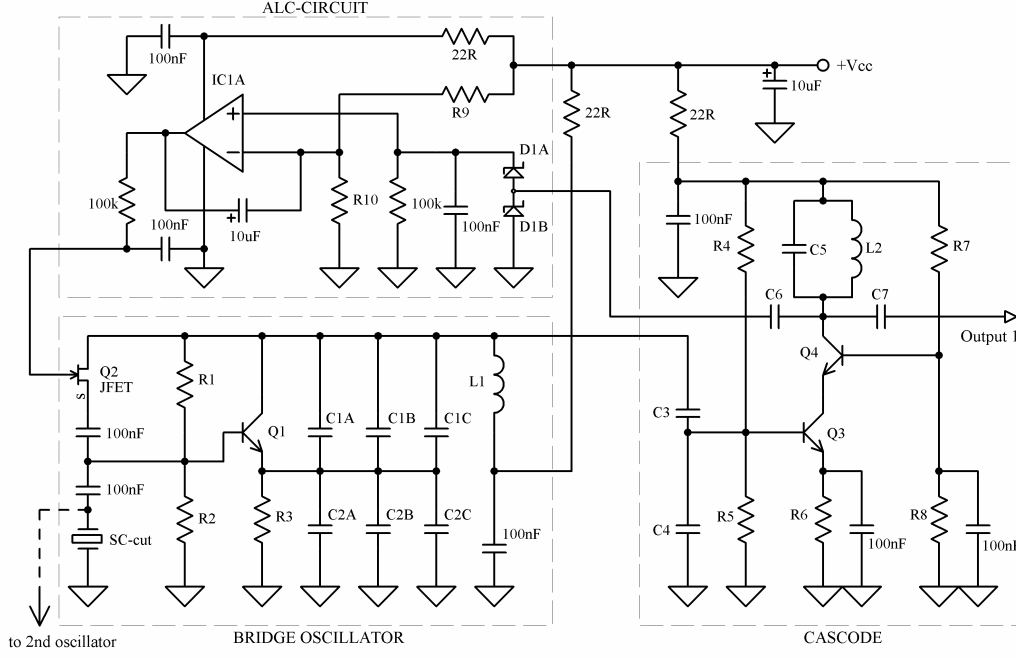 ALC-CIRCUIT
100nF
22R
IC1A
+Vcc
10uF
R9
22R
22R
+
−
D1A
100k
100nF
R10
100k
100nF
D1B
+
10uF
+
100nF
R4
C5
L2
R7
C6
C7
Output 1
Q4
Q2
JFET
S
R1
L1
Q1
C1A
C1B
C1C
C3
Q3
100nF
100nF
SC-cut
R2
R3
C2A
C2B
C2C
100nF
C4
R5
R6
100nF
R8
100nF
to 2nd oscillator
BRIDGE OSCILLATOR
CASCODE